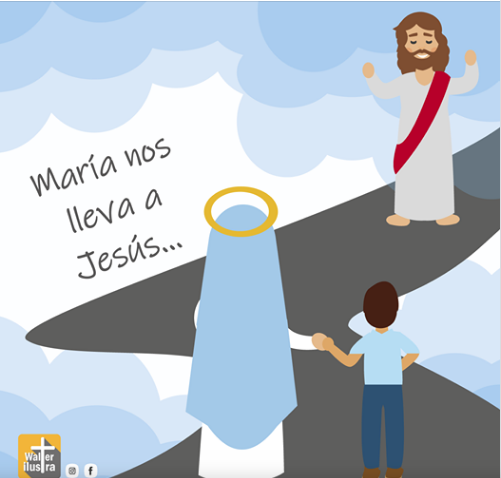 María nos
lleva a
Jesús...
Walter
ilustra